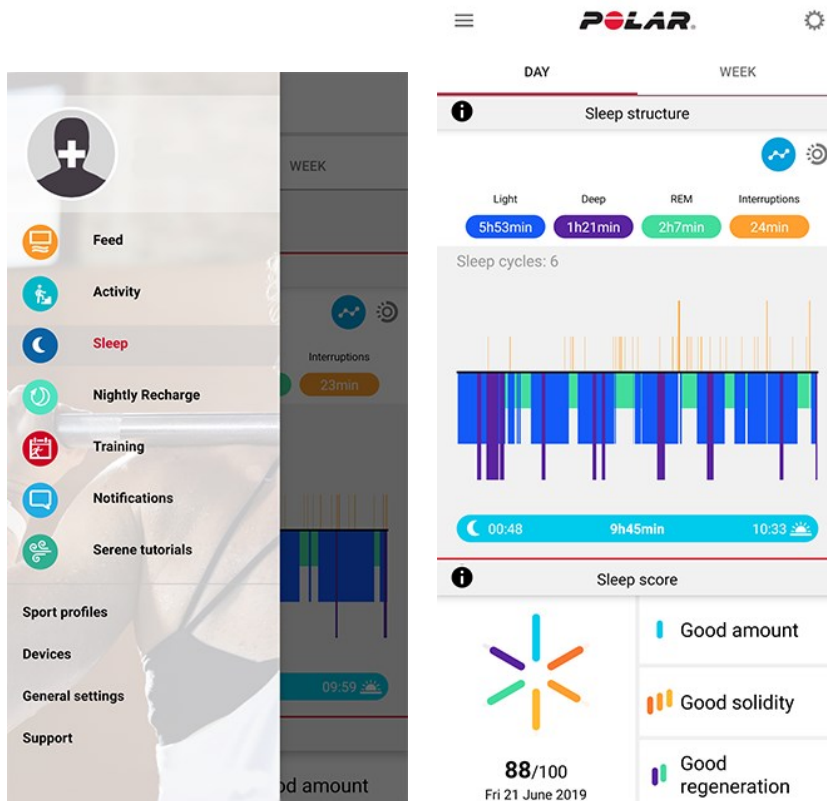 WEEK
Feed
Activity
Sleep
Interruptions
23min
Nightly Recharge
Training
Notifications
Serene tutorials
Sport profiles
Devices
09:59
General settings
Support
od amount
POLAR
DAY WEEK
Sleep structure
Light Deep REM Interruptions
5h53min 1h21min 2h7min 24min
Sleep cycles: 6
00:48 9h45min 10:33
Sleep score
Good amount
Good solidity
88/100
Fri 21 June 2019
Good
regeneration